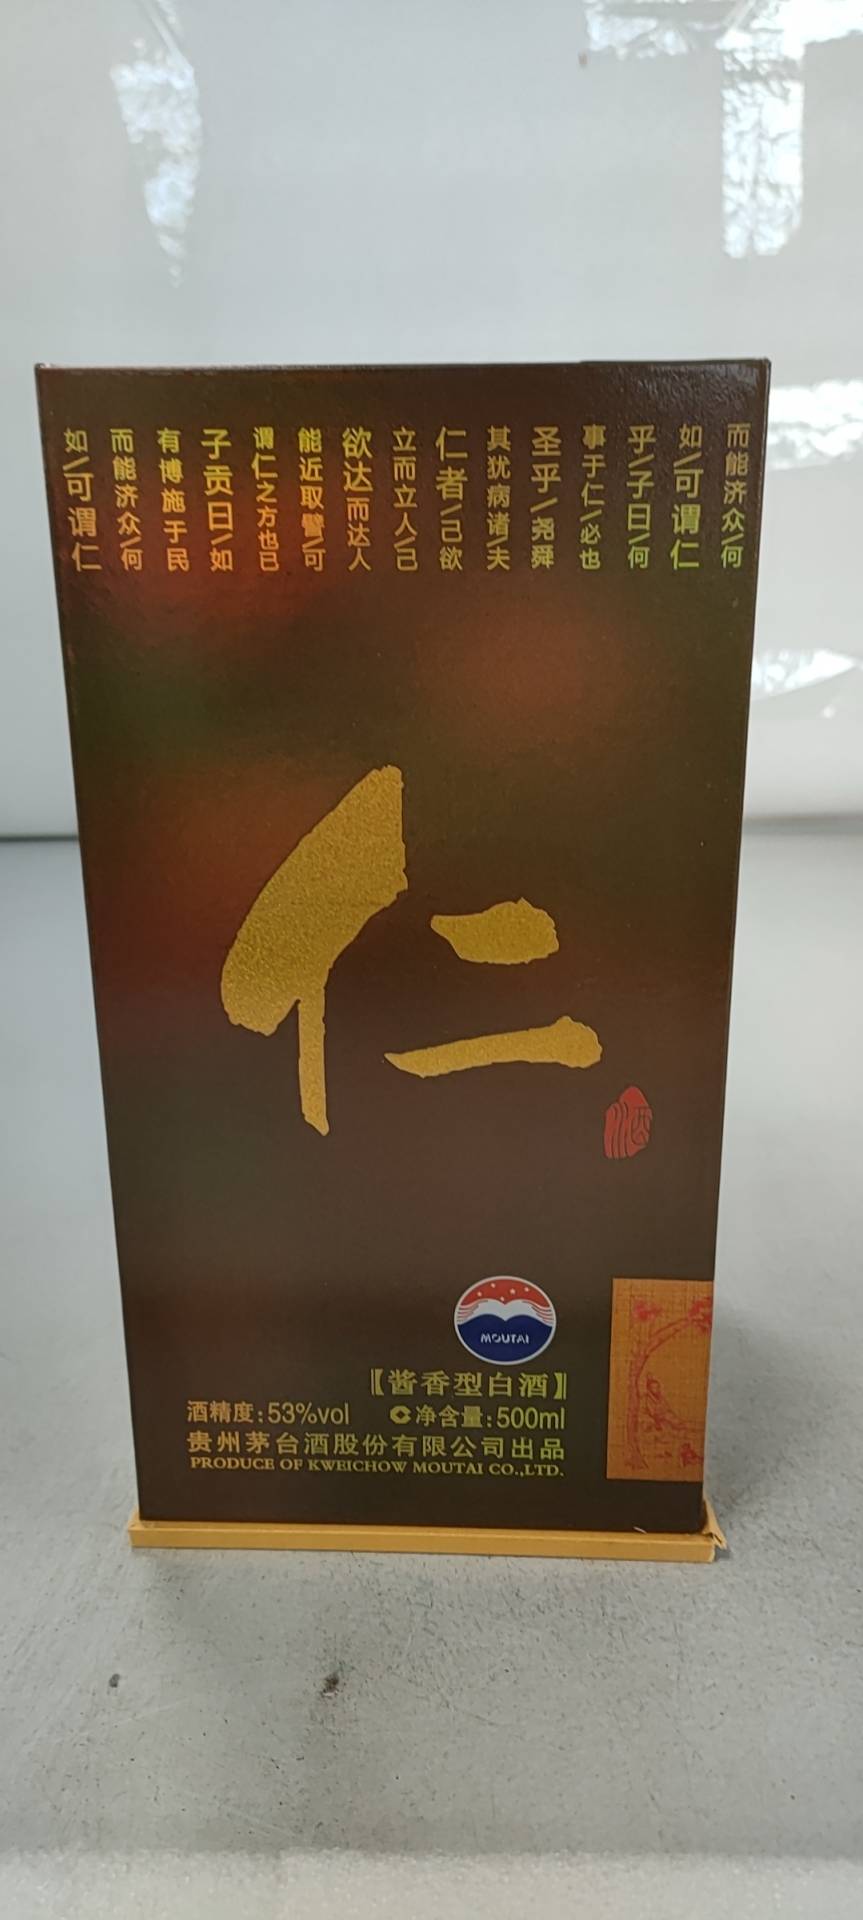 如/可谓仁
而能济众/何
有博施于民
子贡曰/如
谓仁之方也已
能近取譬/可
欲达而达人
立而立人/己
仁者/己欲
其犹病诸/夫
圣乎/尧舜
事于仁/必也
乎/子曰/何
如/可谓仁
而能济众/何
仁
酒
MOUTAI
【酱香型白酒】
酒精度:53%vol 净含量:500ml
贵州茅台酒股份有限公司出品
PRODUCE OF KWEICHOW MOUTAI CO.,LTD.